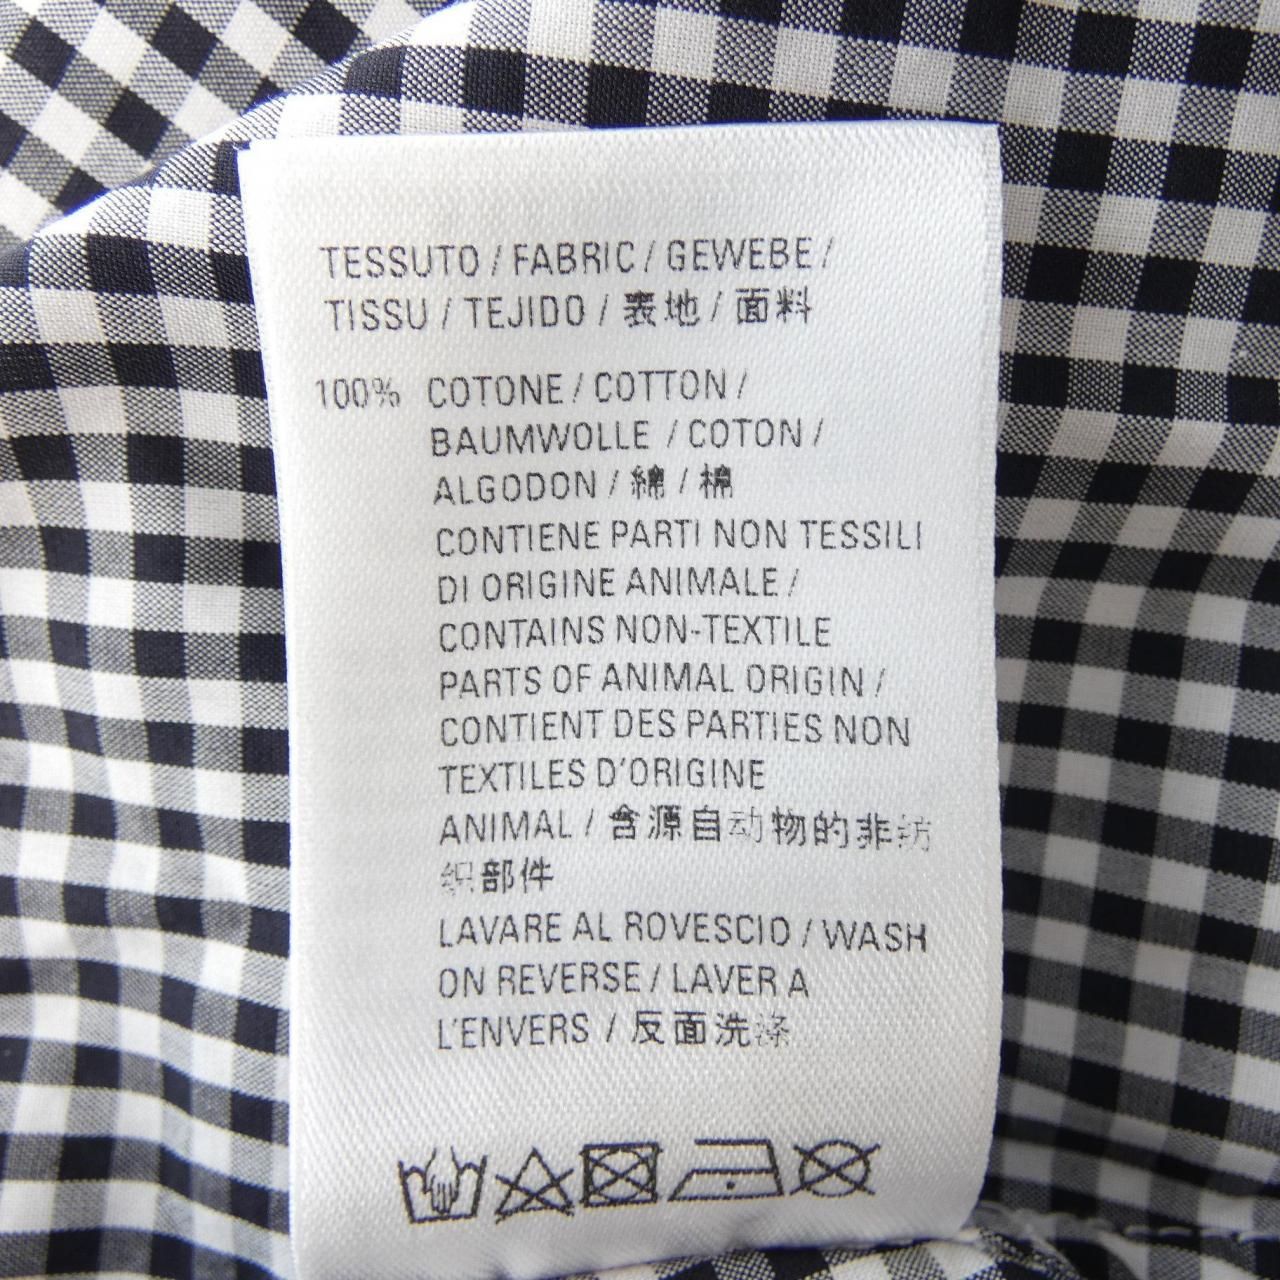 TESSUTO / FABRIC / GEWEBE /
TISSU / TEJIDO / 表地 / 面料
100% COTONE / COTTON /
BAUMWOLLE / COTON /
ALGODON / 綿 / 棉
CONTIENE PARTI NON TESSILI
DI ORIGINE ANIMALE /
CONTAINS NON-TEXTILE
PARTS OF ANIMAL ORIGIN /
CONTIENT DES PARTIES NON
TEXTILES D'ORIGINE
ANIMAL / 含源自动物的非纺
织部件
LAVARE AL ROVESCIO / WASH
ON REVERSE / LAVER A
L'ENVERS / 反面洗涤